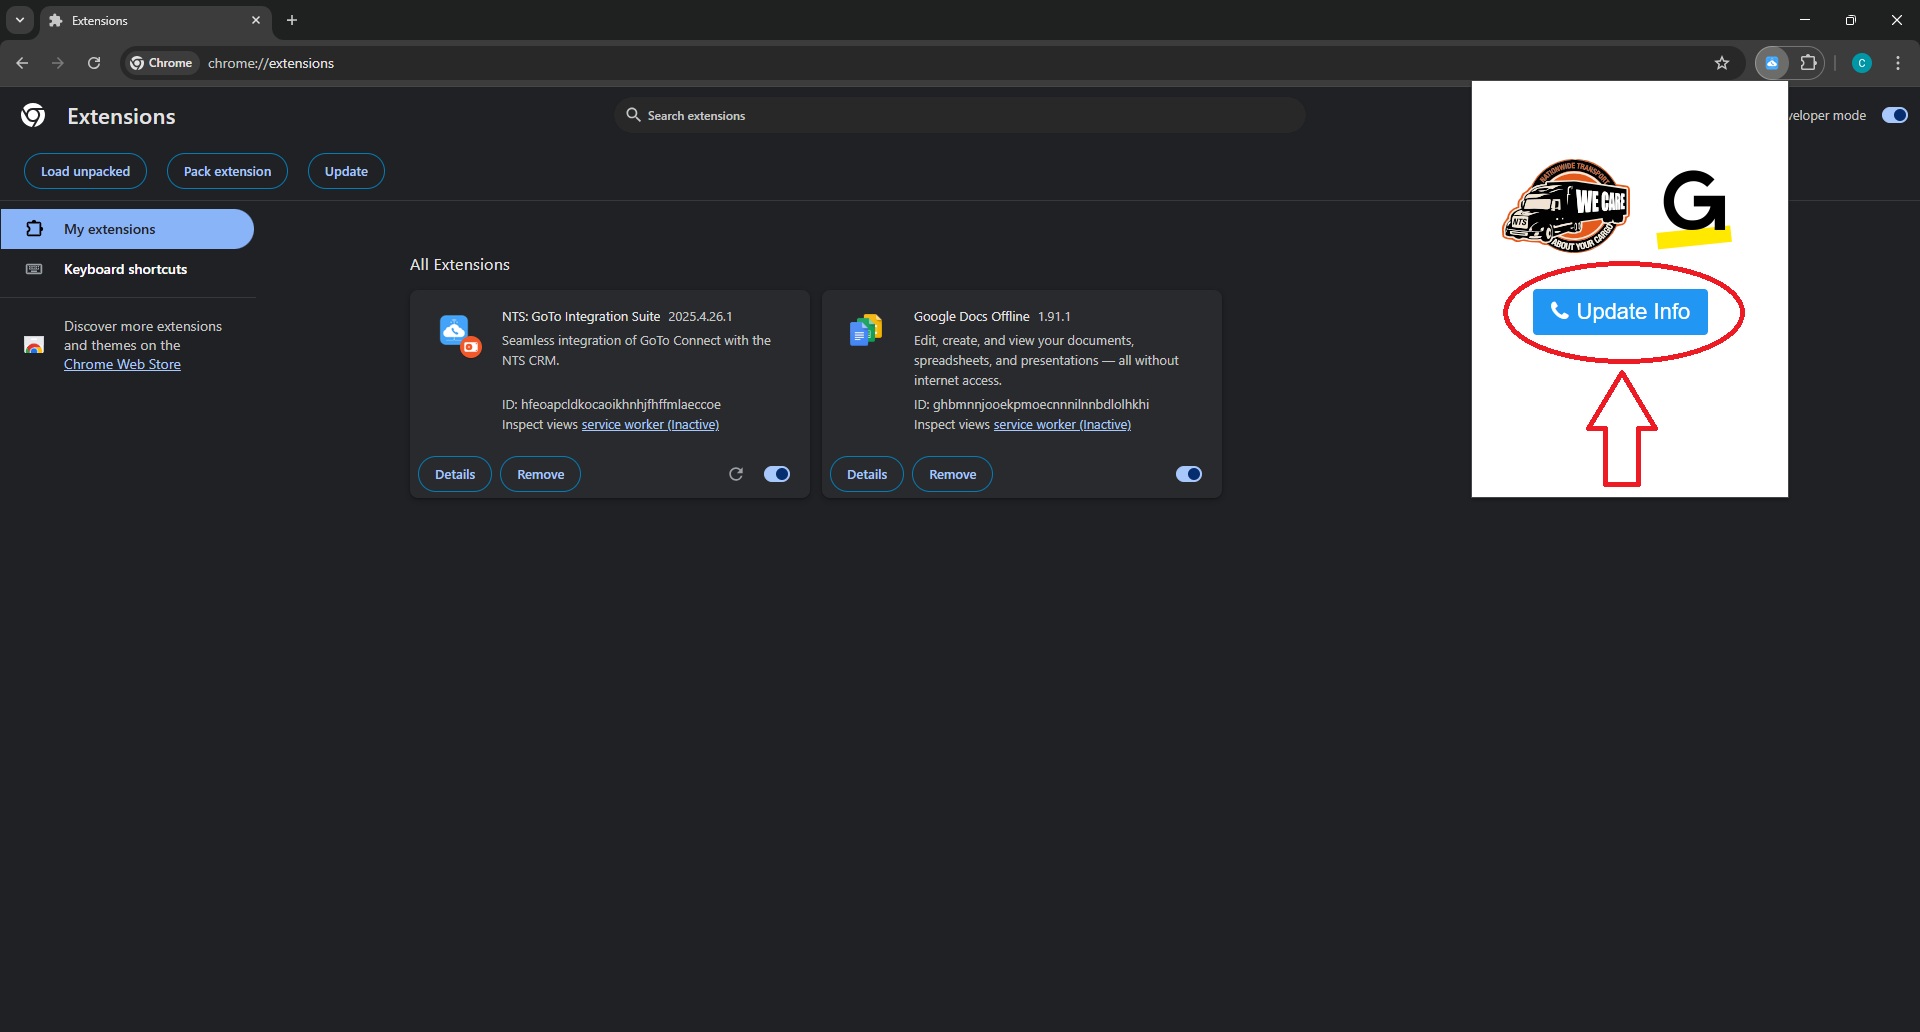 Extensions
Chrome
chrome://extensions
C
Extensions
Search extensions
veloper mode
Load unpacked
Pack extension
Update
My extensions
Keyboard shortcuts
Discover more extensions
and themes on the
Chrome Web Store
All Extensions
NTS: GoTo Integration Suite 2025.4.26.1
Seamless integration of GoTo Connect with the
NTS CRM.
ID: hfeoapcldkocaoikhnhjfhffmlaeccoe
Inspect views service worker (Inactive)
Details
Remove
Google Docs Offline 1.91.1
Edit, create, and view your documents,
spreadsheets, and presentations — all without
internet access.
ID: ghbmnnjooekpmoecnnnilnnbdlolhkhi
Inspect views service worker (Inactive)
Details
Remove
NATIONWIDE TRANSPORT
WE CARE
NTS
ABOUT YOUR CARGO
G
Update Info